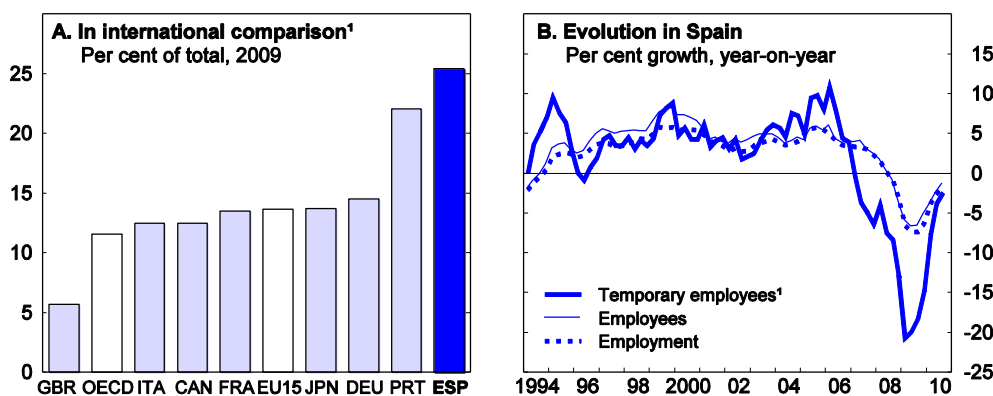 A. In international comparison¹
Per cent of total, 2009
25
20
15
10
5
0
GBR OECD ITA CAN FRA EU15 JPN DEU PRT ESP
B. Evolution in Spain
Per cent growth, year-on-year
15
10
5
0
-5
-10
-15
-20
-25
Temporary employees¹
Employees
Employment
1994 96 98 2000 02 04 06 08 10